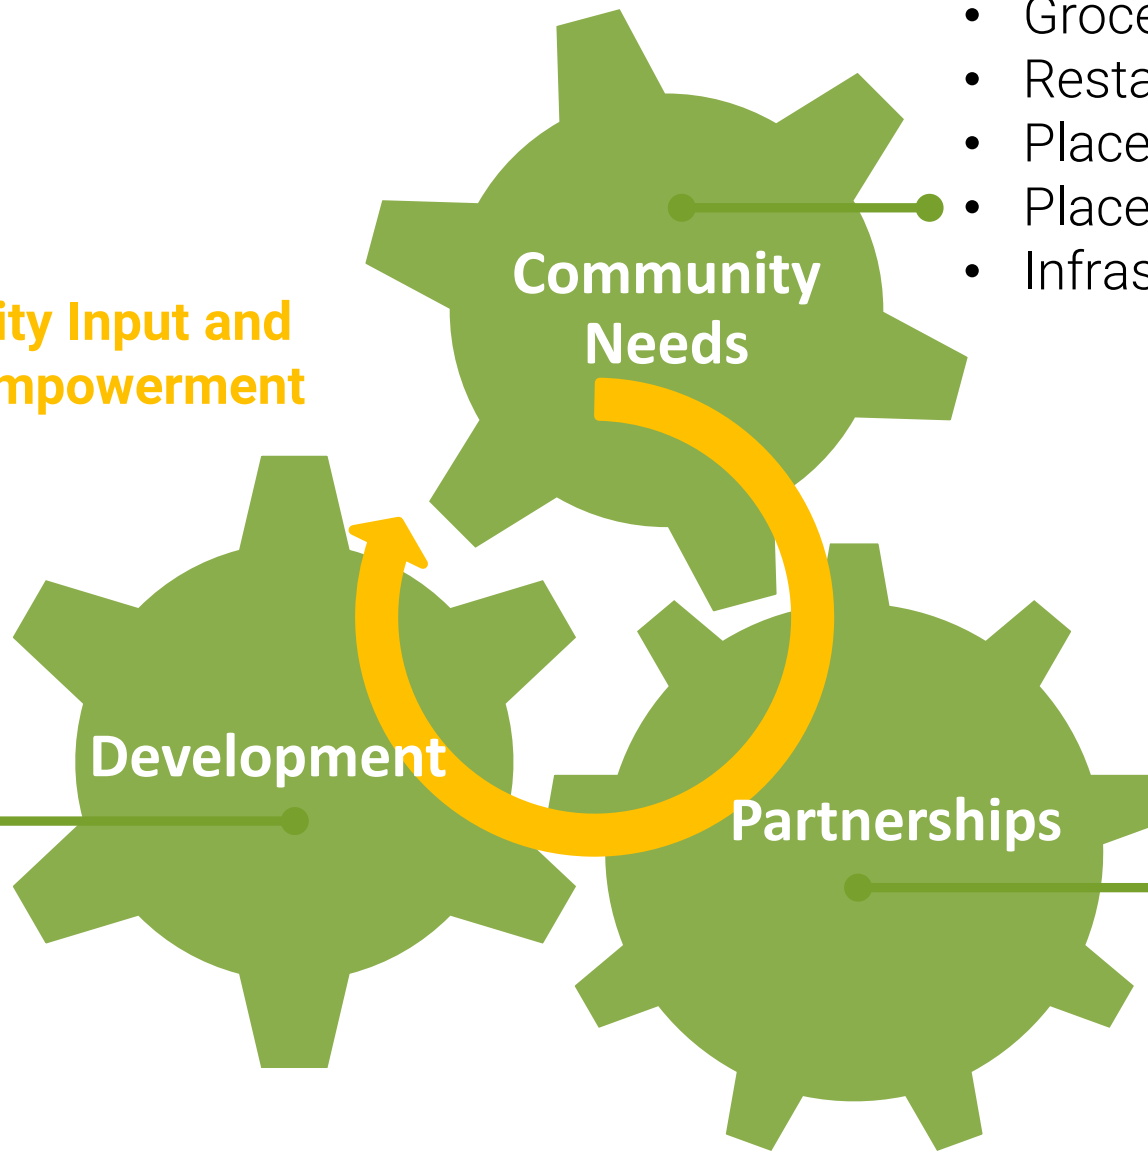 • Groce
• Resta
• Place
• Place
• Infras
Community
Needs
ity Input and
mpowerment
Development
Partnerships